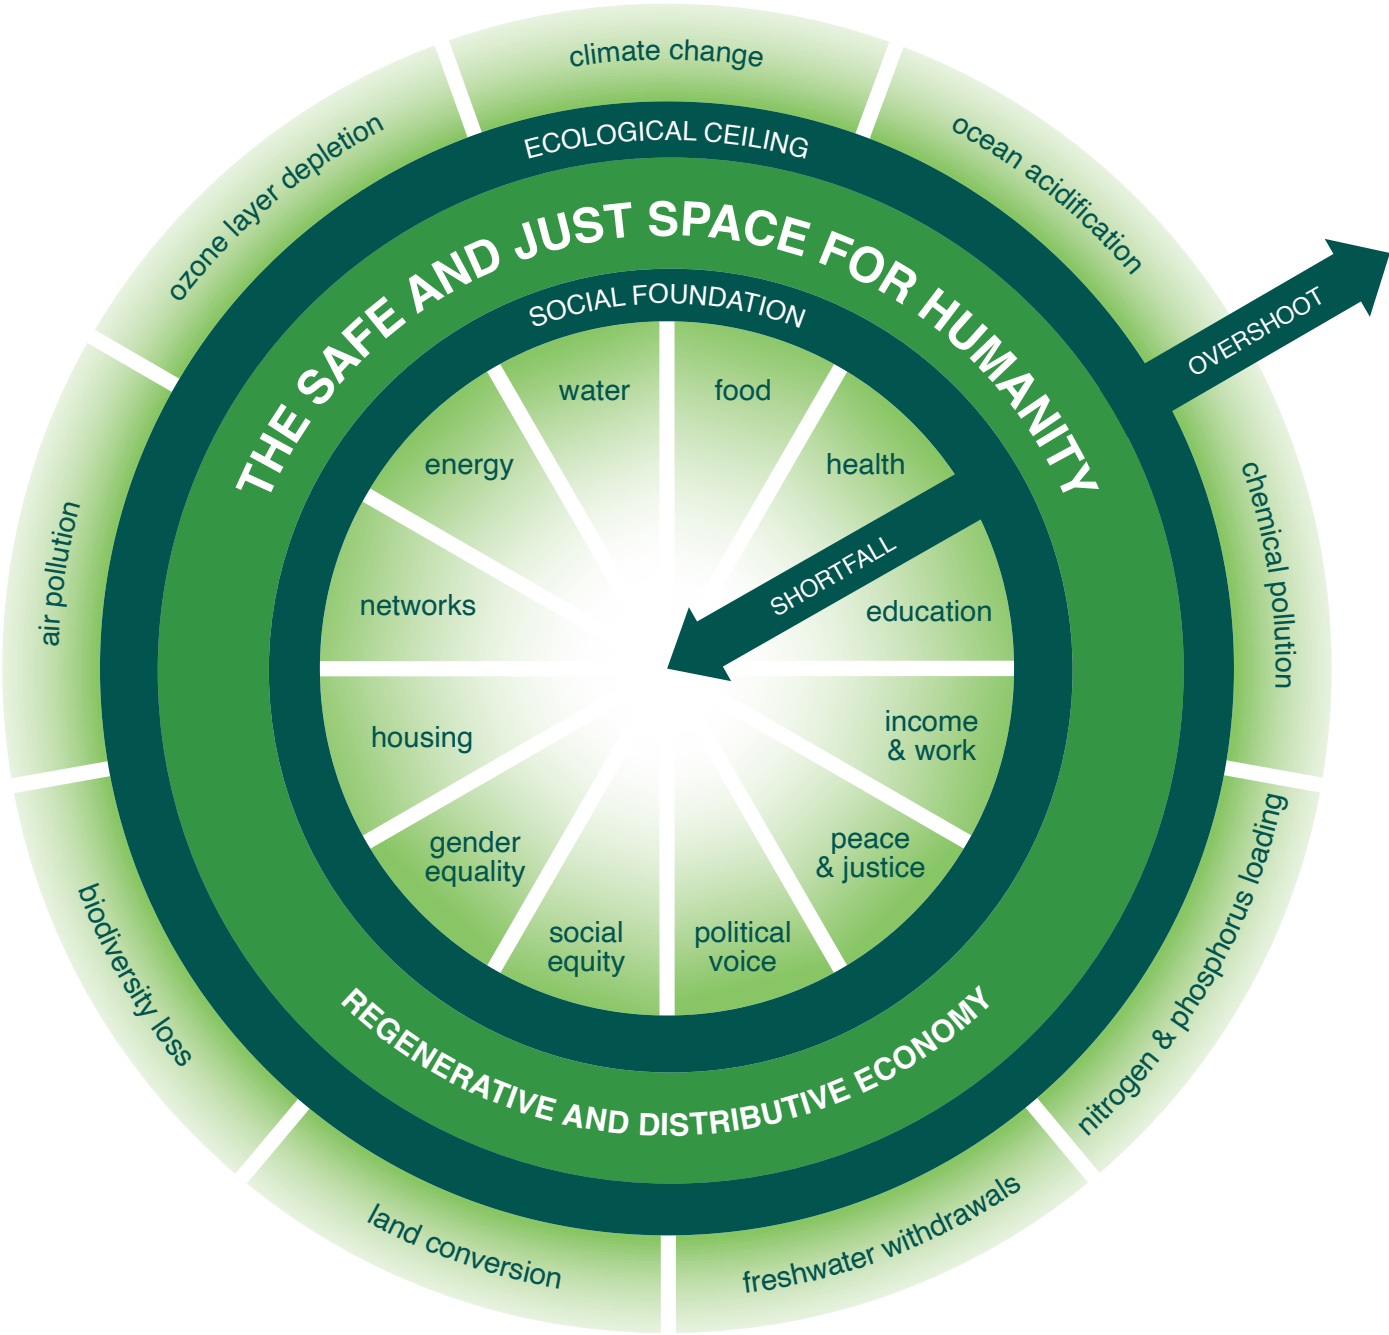 climate change
ocean acidification
chemical pollution
nitrogen & phosphorus loading
freshwater withdrawals
land conversion
biodiversity loss
air pollution
ozone layer depletion
OVERSHOOT
ECOLOGICAL CEILING
THE SAFE AND JUST SPACE FOR HUMANITY
SOCIAL FOUNDATION
water
food
health
SHORTFALL
education
income
& work
peace
& justice
political
voice
social
equity
gender
equality
housing
networks
energy
REGENERATIVE AND DISTRIBUTIVE ECONOMY